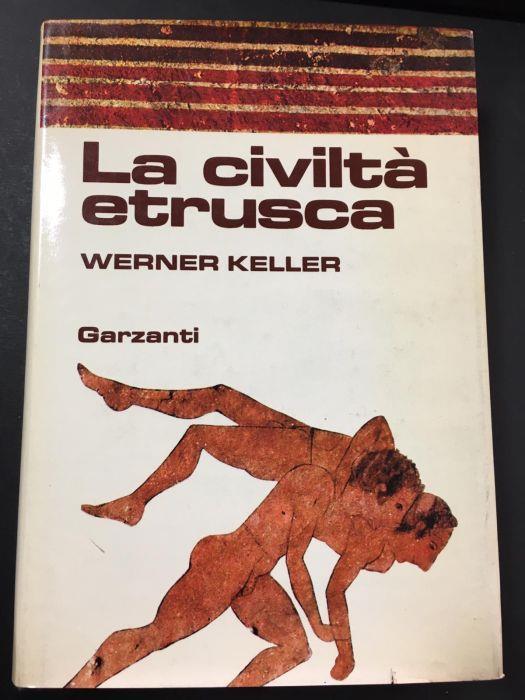 La civiltà
etrusca
WERNER KELLER
Garzanti